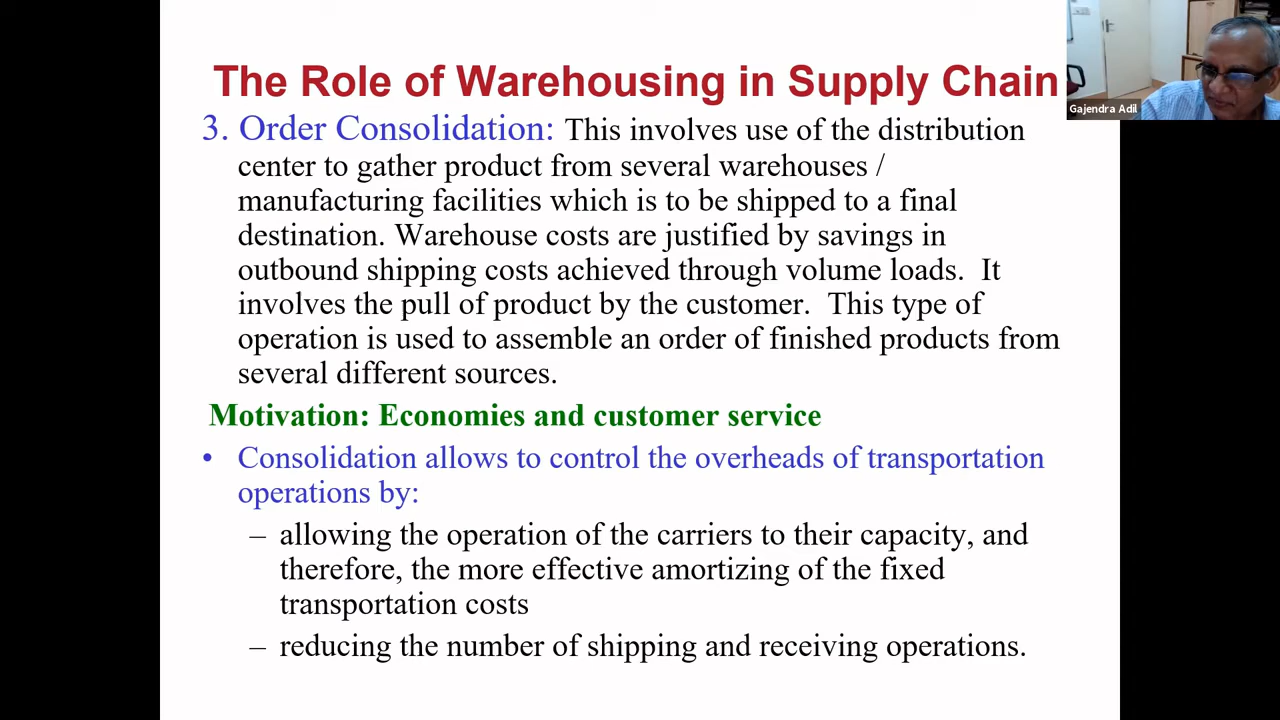 The Role of Warehousing in Supply Chain
Gajendra Adil
3. Order Consolidation: This involves use of the distribution
center to gather product from several warehouses /
manufacturing facilities which is to be shipped to a final
destination. Warehouse costs are justified by savings in
outbound shipping costs achieved through volume loads.  It
involves the pull of product by the customer.  This type of
operation is used to assemble an order of finished products from
several different sources.
Motivation: Economies and customer service
• Consolidation allows to control the overheads of transportation
operations by:
– allowing the operation of the carriers to their capacity, and
therefore, the more effective amortizing of the fixed
transportation costs
– reducing the number of shipping and receiving operations.